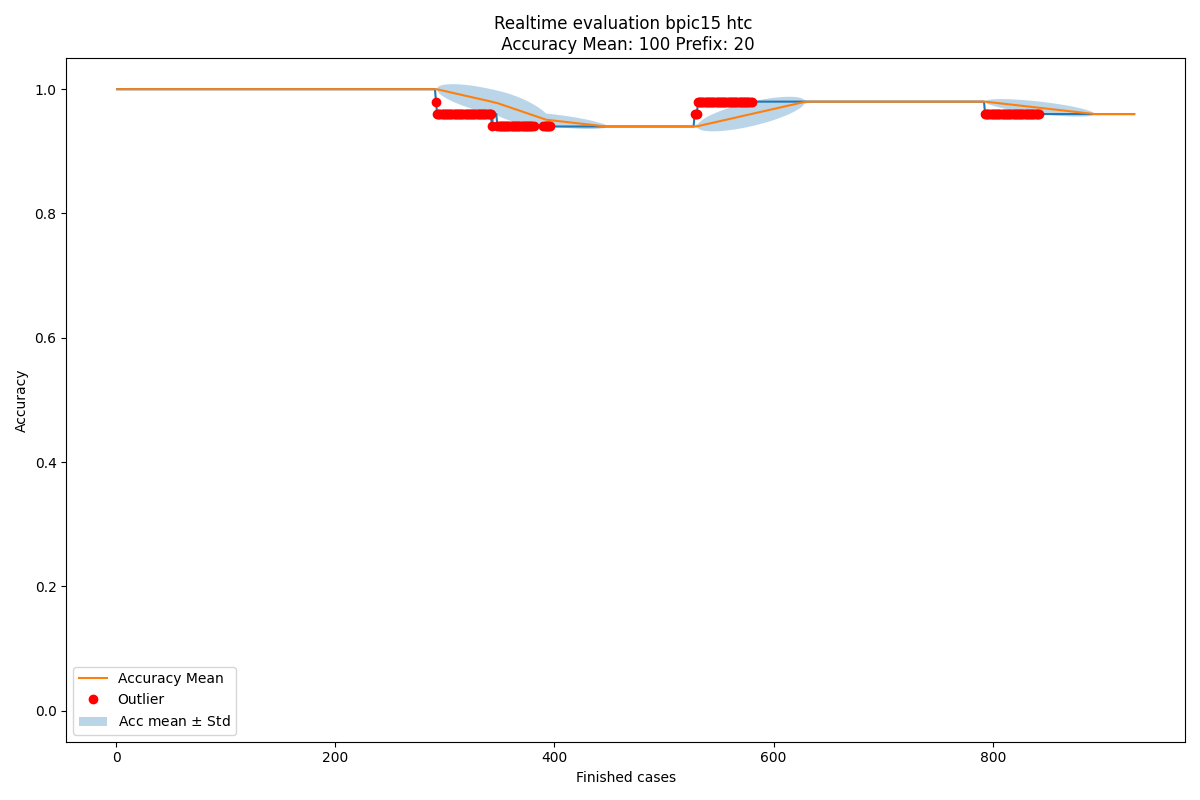 Realtime evaluation bpic15 htc
Accuracy Mean: 100 Prefix: 20
Accuracy
1.0
0.8
0.6
0.4
0.2
0.0
Accuracy Mean
Outlier
Acc mean ± Std
0 200 400 600 800
Finished cases